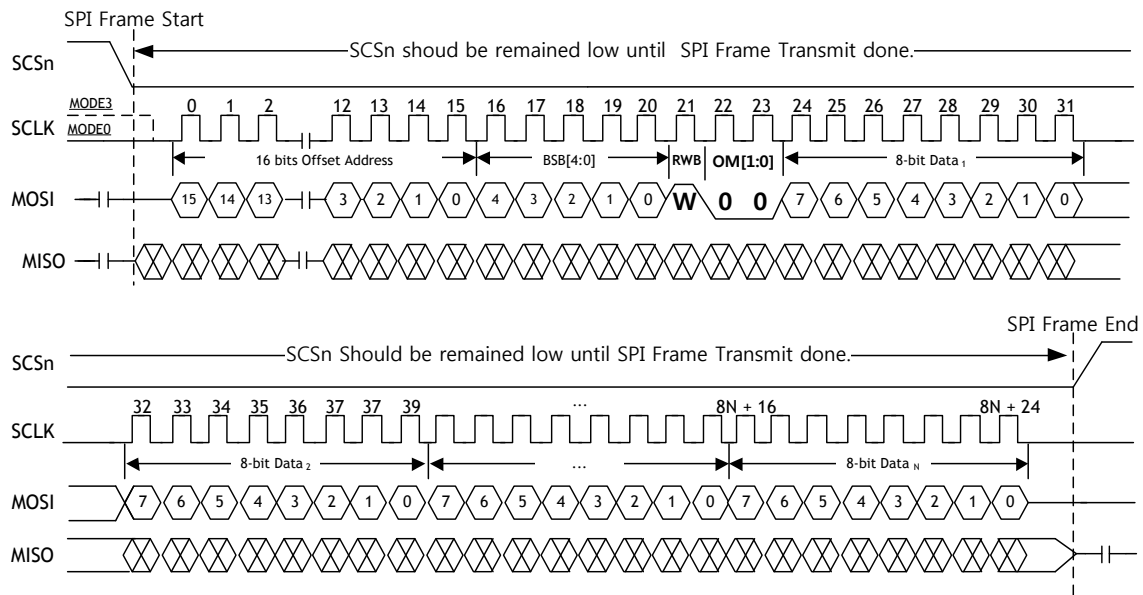 SPI Frame Start
SCSn
SCSn shoud be remained low until SPI Frame Transmit done.
MODE3
0 1 2 12 13 14 15 16 17 18 19 20 21 22 23 24 25 26 27 28 29 30 31
SCLK
MODE0
16 bits Offset Address BSB[4:0] RWB OM[1:0] 8-bit Data 1
MOSI 15 14 13 3 2 1 0 4 3 2 1 0 W 0 0 7 6 5 4 3 2 1 0
MISO
SPI Frame End
SCSn
SCSn Should be remained low until SPI Frame Transmit done.
32 33 34 35 36 37 37 39 ... 8N + 16 8N + 24
SCLK
8-bit Data 2 ... 8-bit Data N
MOSI 7 6 5 4 3 2 1 0 7 6 5 4 3 2 1 0 7 6 5 4 3 2 1 0
MISO